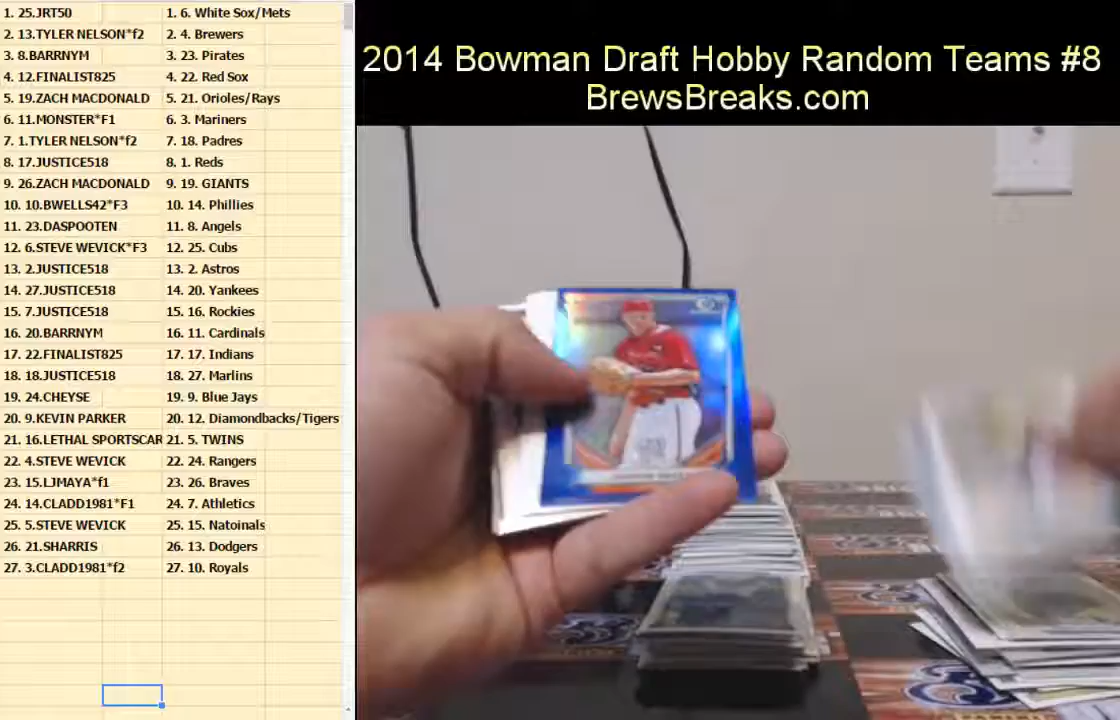 1. 25.JRT50 1. 6. White Sox/Mets
2. 13.TYLER NELSON*f2 2. 4. Brewers
3. 8.BARRNYM 3. 23. Pirates
4. 12.FINALIST825 4. 22. Red Sox
5. 19.ZACH MACDONALD 5. 21. Orioles/Rays
6. 11.MONSTER*F1 6. 3. Mariners
7. 1.TYLER NELSON*f2 7. 18. Padres
8. 17.JUSTICE518 8. 1. Reds
9. 26.ZACH MACDONALD 9. 19. GIANTS
10. 10.BWELLS42*F3 10. 14. Phillies
11. 23.DASPOOTEN 11. 8. Angels
12. 6.STEVE WEVICK*F3 12. 25. Cubs
13. 2.JUSTICE518 13. 2. Astros
14. 27.JUSTICE518 14. 20. Yankees
15. 7.JUSTICE518 15. 16. Rockies
16. 20.BARRNYM 16. 11. Cardinals
17. 22.FINALIST825 17. 17. Indians
18. 18.JUSTICE518 18. 27. Marlins
19. 24.CHEYSE 19. 9. Blue Jays
20. 9.KEVIN PARKER 20. 12. Diamondbacks/Tigers
21. 16.LETHAL SPORTSCAR 21. 5. TWINS
22. 4.STEVE WEVICK 22. 24. Rangers
23. 15.LJMAYA*f1 23. 26. Braves
24. 14.CLADD1981*F1 24. 7. Athletics
25. 5.STEVE WEVICK 25. 15. Natoinals
26. 21.SHARRIS 26. 13. Dodgers
27. 3.CLADD1981*f2 27. 10. Royals
2014 Bowman Draft Hobby Random Teams #8
BrewsBreaks.com